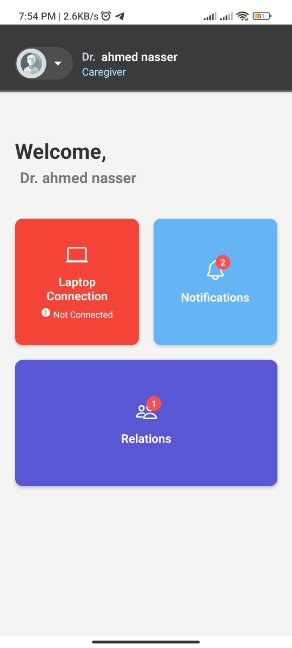 7:54 PM | 2.6KB/s
Dr. ahmed nasser
Caregiver
Welcome,
Dr. ahmed nasser
Laptop
Connection
Not Connected
2
Notifications
1
Relations